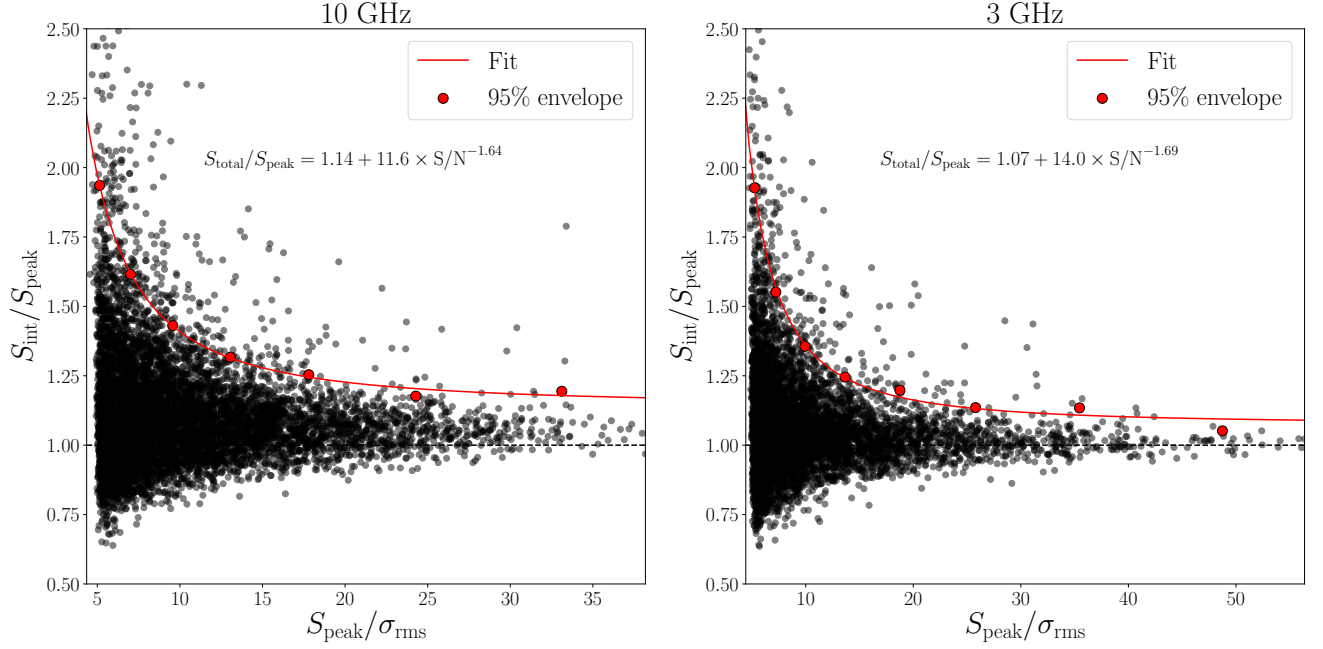 10 GHz
2.50
2.25
2.00
1.75
1.50
1.25
1.00
0.75
0.50
S_int/S_peak
Fit
95% envelope
S_total/S_peak = 1.14 + 11.6 × S/N^−1.64
5 10 15 20 25 30 35
S_peak/σ_rms
3 GHz
2.50
2.25
2.00
1.75
1.50
1.25
1.00
0.75
0.50
S_int/S_peak
Fit
95% envelope
S_total/S_peak = 1.07 + 14.0 × S/N^−1.69
10 20 30 40 50
S_peak/σ_rms